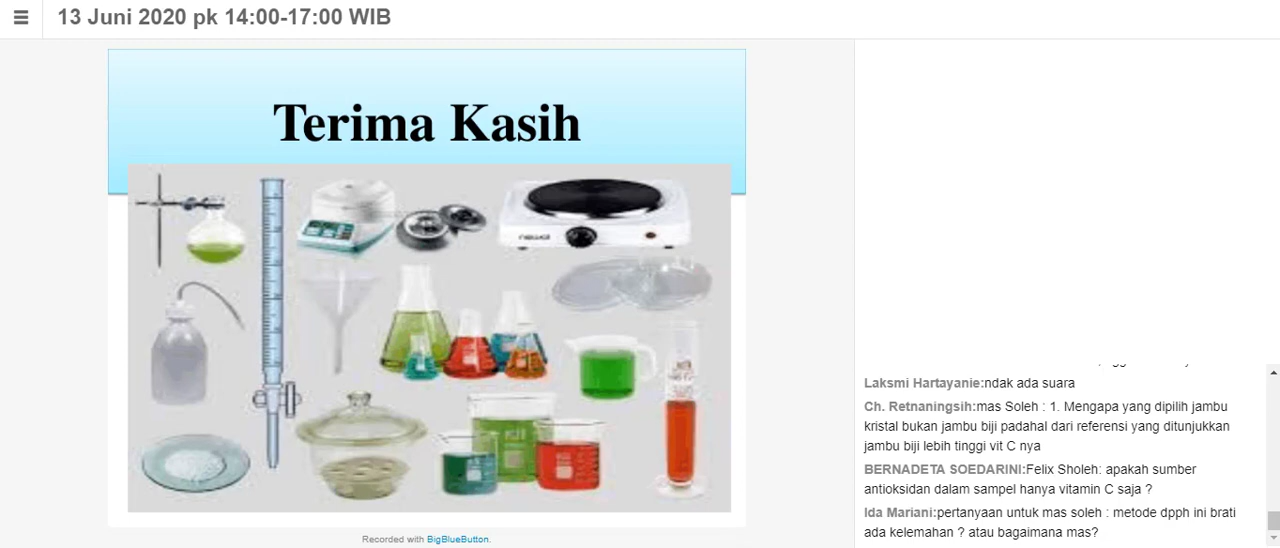 13 Juni 2020 pk 14:00-17:00 WIB
Terima Kasih
Recorded with BigBlueButton.
Laksmi Hartayanie:ndak ada suara
Ch. Retnaningsih:mas Soleh : 1. Mengapa yang dipilih jambu
kristal bukan jambu biji padahal dari referensi yang ditunjukkan
jambu biji lebih tinggi vit C nya
BERNADETA SOEDARINI:Felix Sholeh: apakah sumber
antioksidan dalam sampel hanya vitamin C saja ?
Ida Mariani:pertanyaan untuk mas soleh : metode dpph ini brati
ada kelemahan ? atau bagaimana mas?